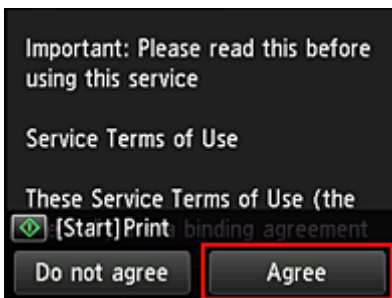 Important: Please read this before
using this service
Service Terms of Use
These Service Terms of Use (the
[Start]Print binding agreement
Do not agree
Agree